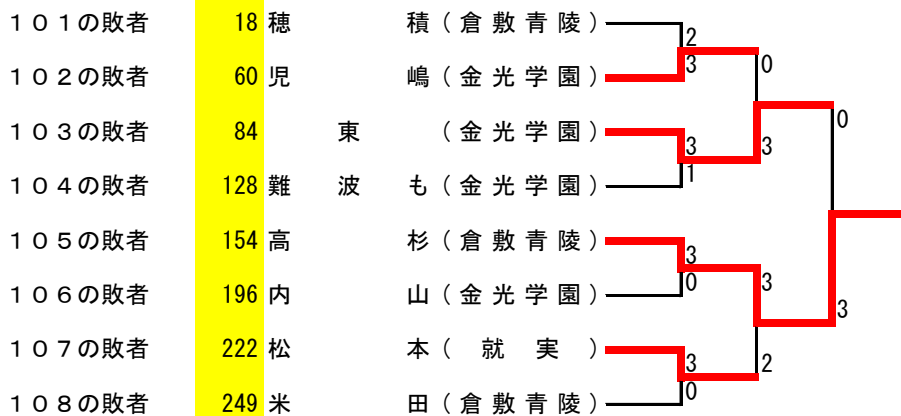 １０１の敗者 18 穂積（倉敷青陵） 2
１０２の敗者 60 児嶋（金光学園） 3 0
１０３の敗者 84 東（金光学園） 3 3 0
１０４の敗者 128 難波も（金光学園） 1
１０５の敗者 154 高杉（倉敷青陵） 3
１０６の敗者 196 内山（金光学園） 0 3 3
１０７の敗者 222 松本（就実） 3 2
１０８の敗者 249 米田（倉敷青陵） 0